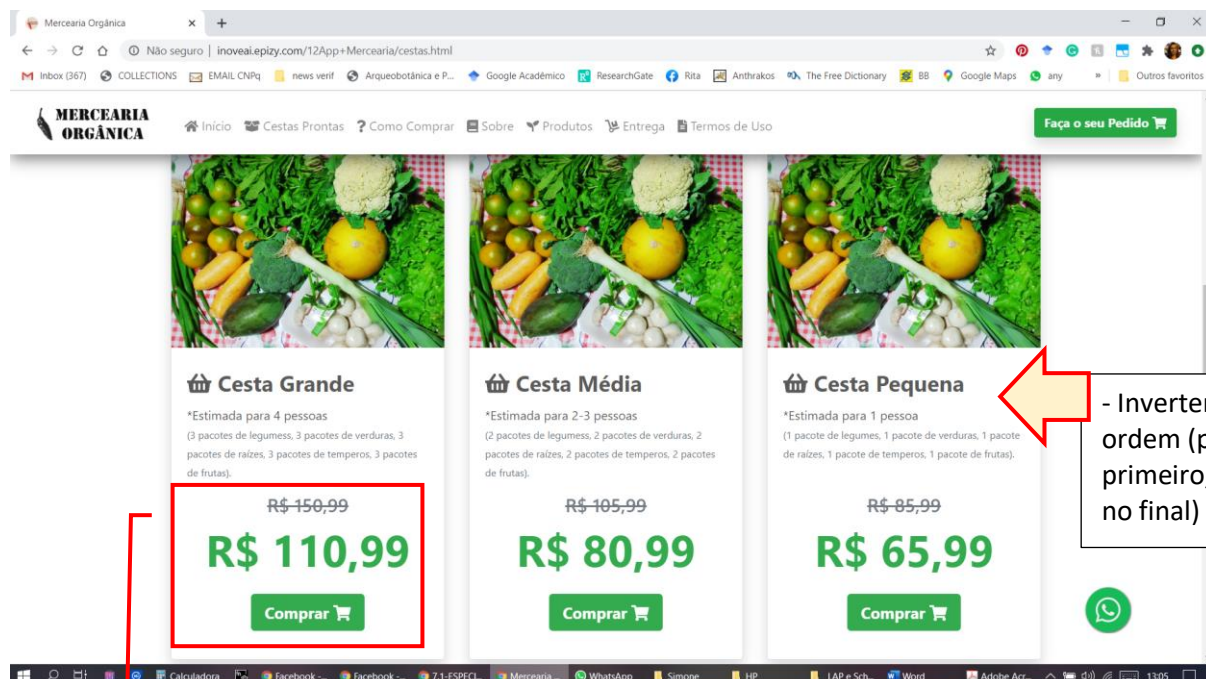 Mercearia Orgânica
Não seguro | inoveai.epizy.com/12App+Mercearia/cestas.html
Inbox (367) COLLECTIONS EMAIL CNPq news verif Arqueobotânica e P... Google Acadêmico ResearchGate Rita Anthrakos The Free Dictionary BB Google Maps any » Outros favoritos
MERCEARIA
ORGÂNICA
Início Cestas Prontas ? Como Comprar Sobre Produtos Entrega Termos de Uso
Faça o seu Pedido
Cesta Grande
*Estimada para 4 pessoas
(3 pacotes de legumess, 3 pacotes de verduras, 3
pacotes de raízes, 3 pacotes de temperos, 3 pacotes
de frutas).
R$ 150,99
R$ 110,99
Comprar
Cesta Média
*Estimada para 2-3 pessoas
(2 pacotes de legumess, 2 pacotes de verduras, 2
pacotes de raízes, 2 pacotes de temperos, 2 pacotes
de frutas).
R$ 105,99
R$ 80,99
Comprar
Cesta Pequena
*Estimada para 1 pessoa
(1 pacote de legumes, 1 pacote de verduras, 1 pacote
de raízes, 1 pacote de temperos, 1 pacote de frutas).
R$ 85,99
R$ 65,99
Comprar
- Inverter
ordem (p
primeiro,
no final)
Calculadora Facebook -... Facebook -... 7.1-ESPECI... Mercearia ... WhatsApp Simone HP LAP e Sch... Word Adobe Acr... 13:05